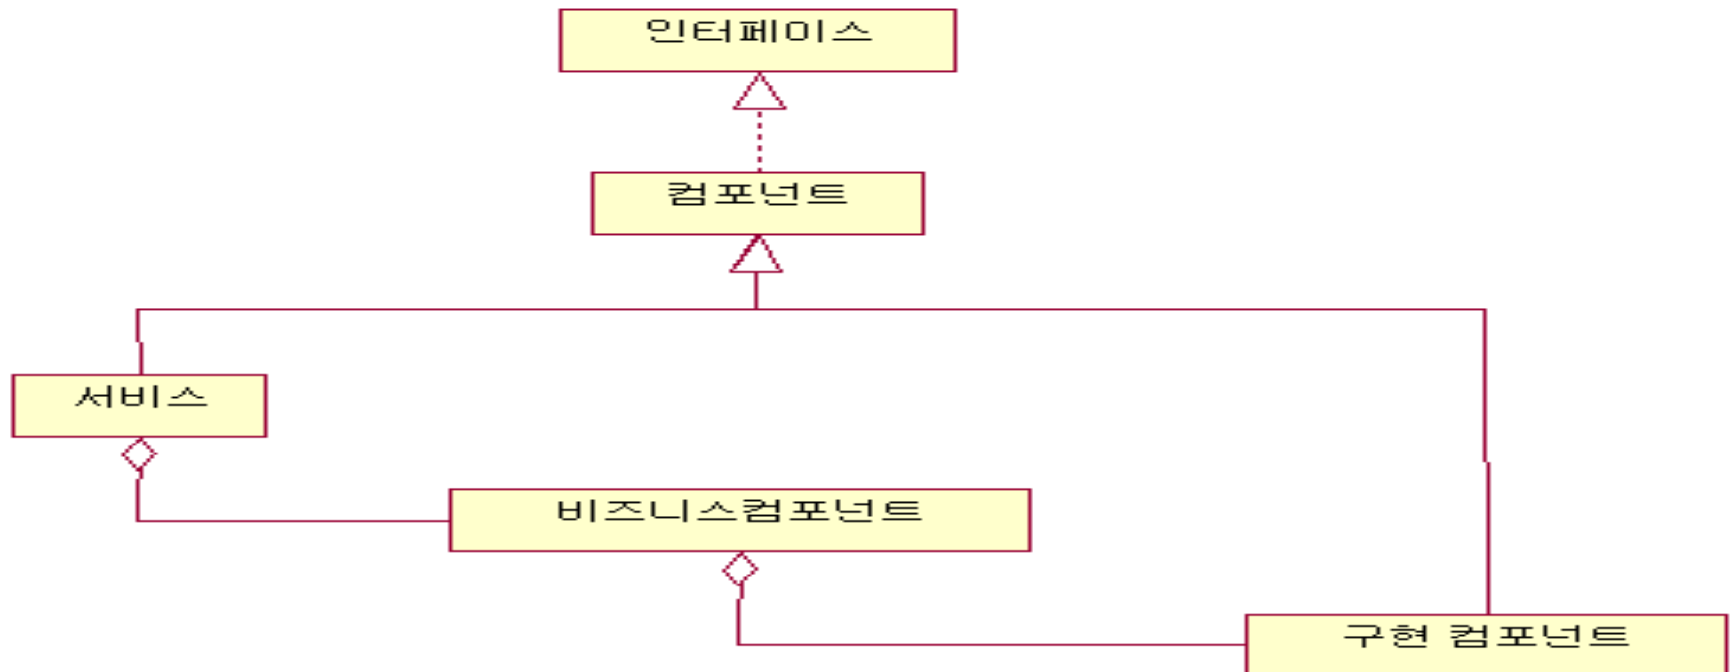 인터페이스
컴포넌트
서비스
비즈니스컴포넌트
구현 컴포넌트